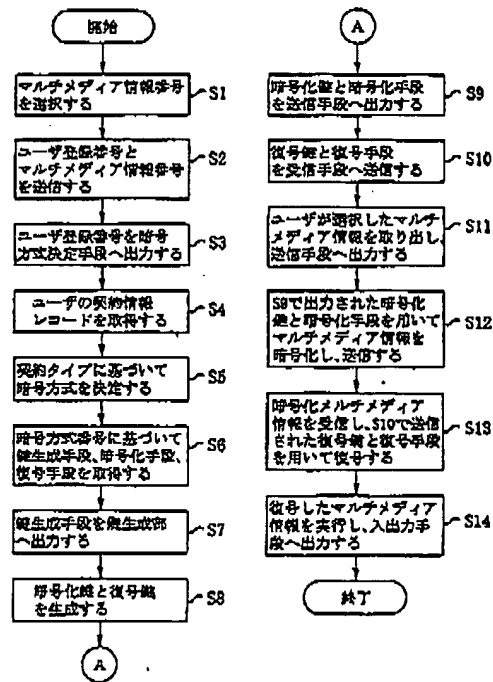 開始
マルチメディア情報番号
を選択する
S1
ユーザ登録番号と
マルチメディア情報番号
を送信する
S2
ユーザ登録番号を暗号
方式決定手段へ出力する
S3
ユーザの契約情報
レコードを取得する
S4
契約タイプに基づいて
暗号方式を決定する
S5
暗号方式番号に基づいて
鍵生成手段、暗号化手段、
復号手段を取得する
S6
鍵生成手段を鍵生成部
へ出力する
S7
暗号化鍵と復号鍵
を生成する
S8
A
A
暗号化鍵と暗号化手段
を送信手段へ出力する
S9
復号鍵と復号手段
を受信手段へ送信する
S10
ユーザが選択したマルチ
メディア情報を取り出し、
送信手段へ出力する
S11
S9で出力された暗号化
鍵と暗号化手段を用いて
マルチメディア情報を
暗号化し、送信する
S12
暗号化メルチメディア
情報を受信し、S10で送信
された復号鍵と復号手段
を用いて復号する
S13
復号したマルチメディア
情報を実行し、入出力手
段へ出力する
S14
終了